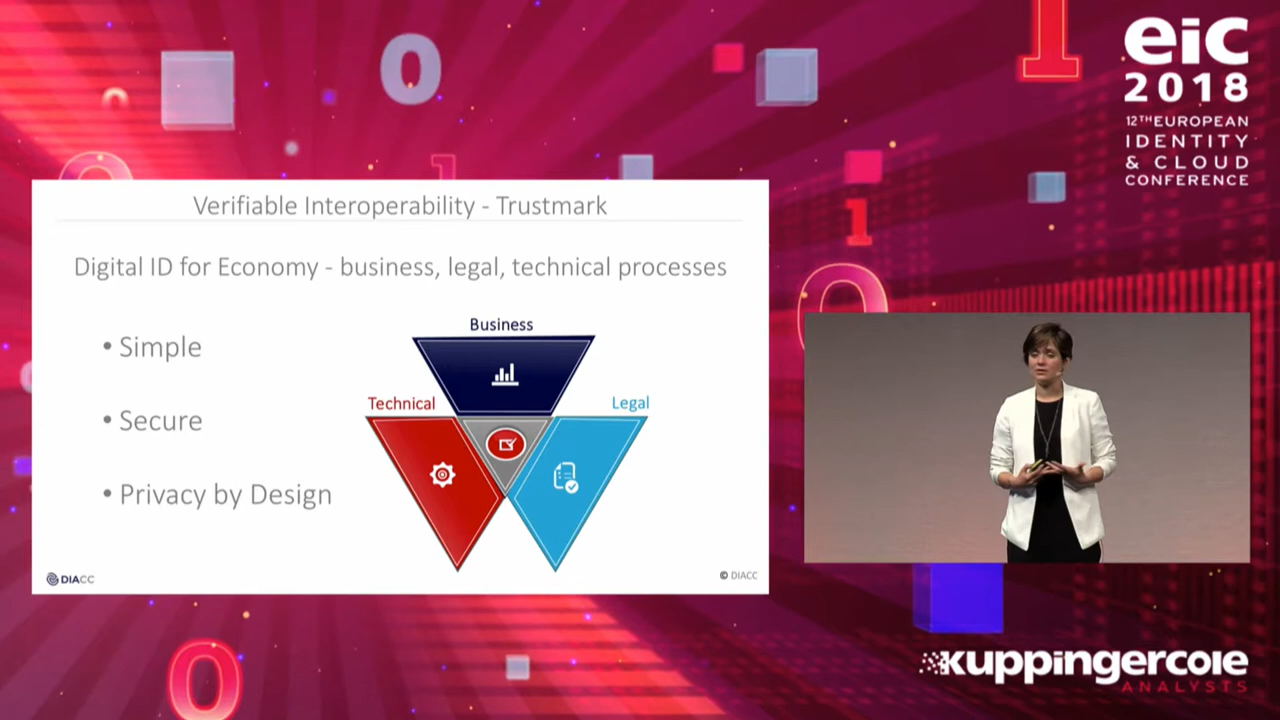 eic
2018
12TH EUROPEAN
IDENTITY
& CLOUD
CONFERENCE
Verifiable Interoperability - Trustmark
Digital ID for Economy - business, legal, technical processes
• Simple
• Secure
• Privacy by Design
Business
Technical
Legal
DIACC
© DIACC
kuppingercole
ANALYSTS